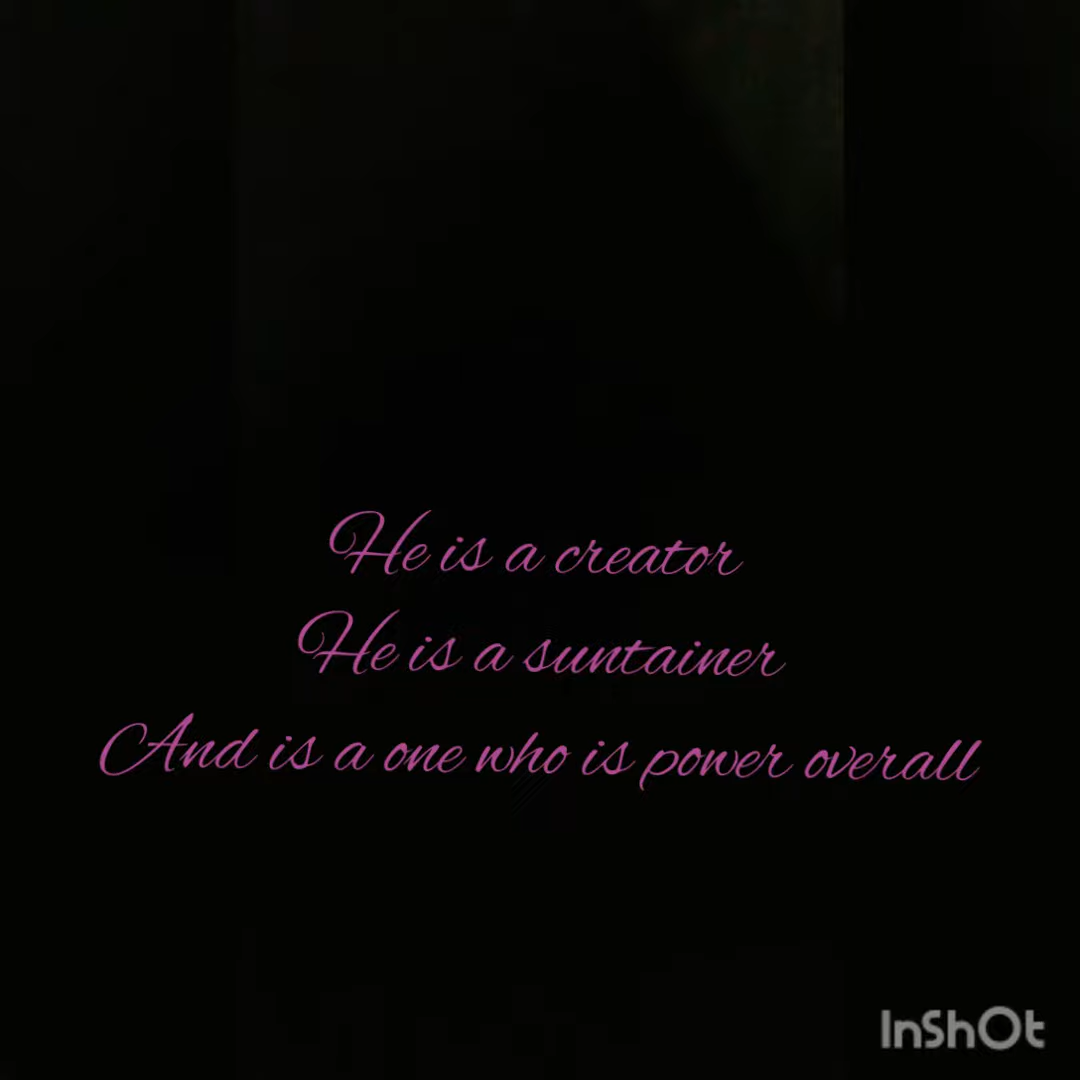 He is a creator
He is a suntainer
And is a one who is power overall
InShOt